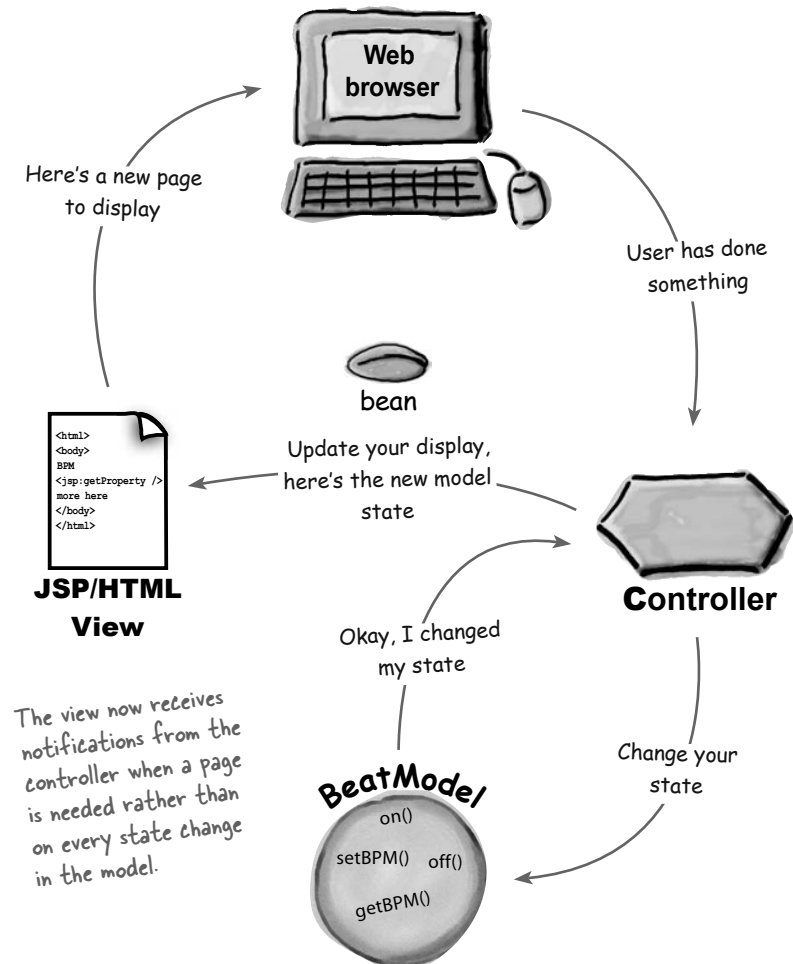 Web
browser
Here's a new page
to display
User has done
something
bean
Update your display,
here's the new model
state
<html>
<body>
BPM
<jsp:getProperty />
more here
</body>
</html>
JSP/HTML
View
Controller
Okay, I changed
my state
The view now receives
notifications from the
controller when a page
is needed rather than
on every state change
in the model.
Change your
state
BeatModel
on()
setBPM() off()
getBPM()